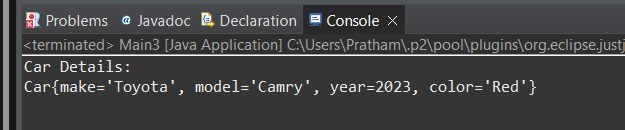 Problems Javadoc Declaration Console
<terminated> Main3 [Java Application] C:\Users\Pratham\.p2\pool\plugins\org.eclipse.justj
Car Details:
Car{make='Toyota', model='Camry', year=2023, color='Red'}